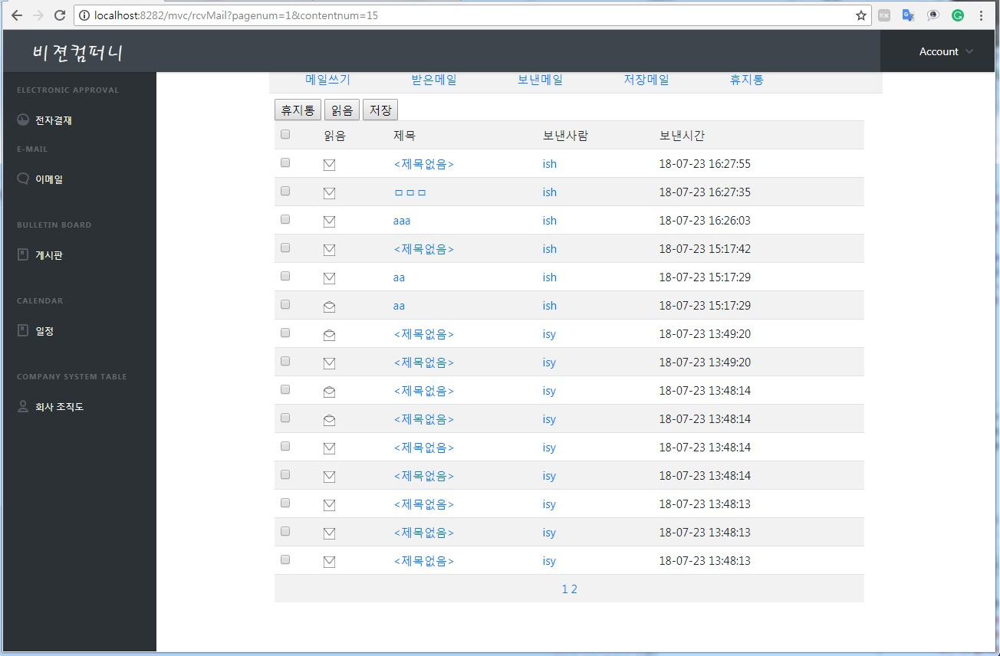 localhost:8282/mvc/rcvMail?pagenum=1&contentnum=15
비젼컴퍼니
Account
ELECTRONIC APPROVAL
전자결재
E-MAIL
이메일
BULLETIN BOARD
게시판
CALENDAR
일정
COMPANY SYSTEM TABLE
회사 조직도
메일쓰기 받은메일 보낸메일 저장메일 휴지통
휴지통 읽음 저장
읽음 제목 보낸사람 보낸시간
<제목없음> ish 18-07-23 16:27:55
ㅁㅁㅁ ish 18-07-23 16:27:35
aaa ish 18-07-23 16:26:03
<제목없음> ish 18-07-23 15:17:42
aa ish 18-07-23 15:17:29
aa ish 18-07-23 15:17:29
<제목없음> isy 18-07-23 13:49:20
<제목없음> isy 18-07-23 13:49:20
<제목없음> isy 18-07-23 13:48:14
<제목없음> isy 18-07-23 13:48:14
<제목없음> isy 18-07-23 13:48:14
<제목없음> isy 18-07-23 13:48:14
<제목없음> isy 18-07-23 13:48:13
<제목없음> isy 18-07-23 13:48:13
<제목없음> isy 18-07-23 13:48:13
1 2